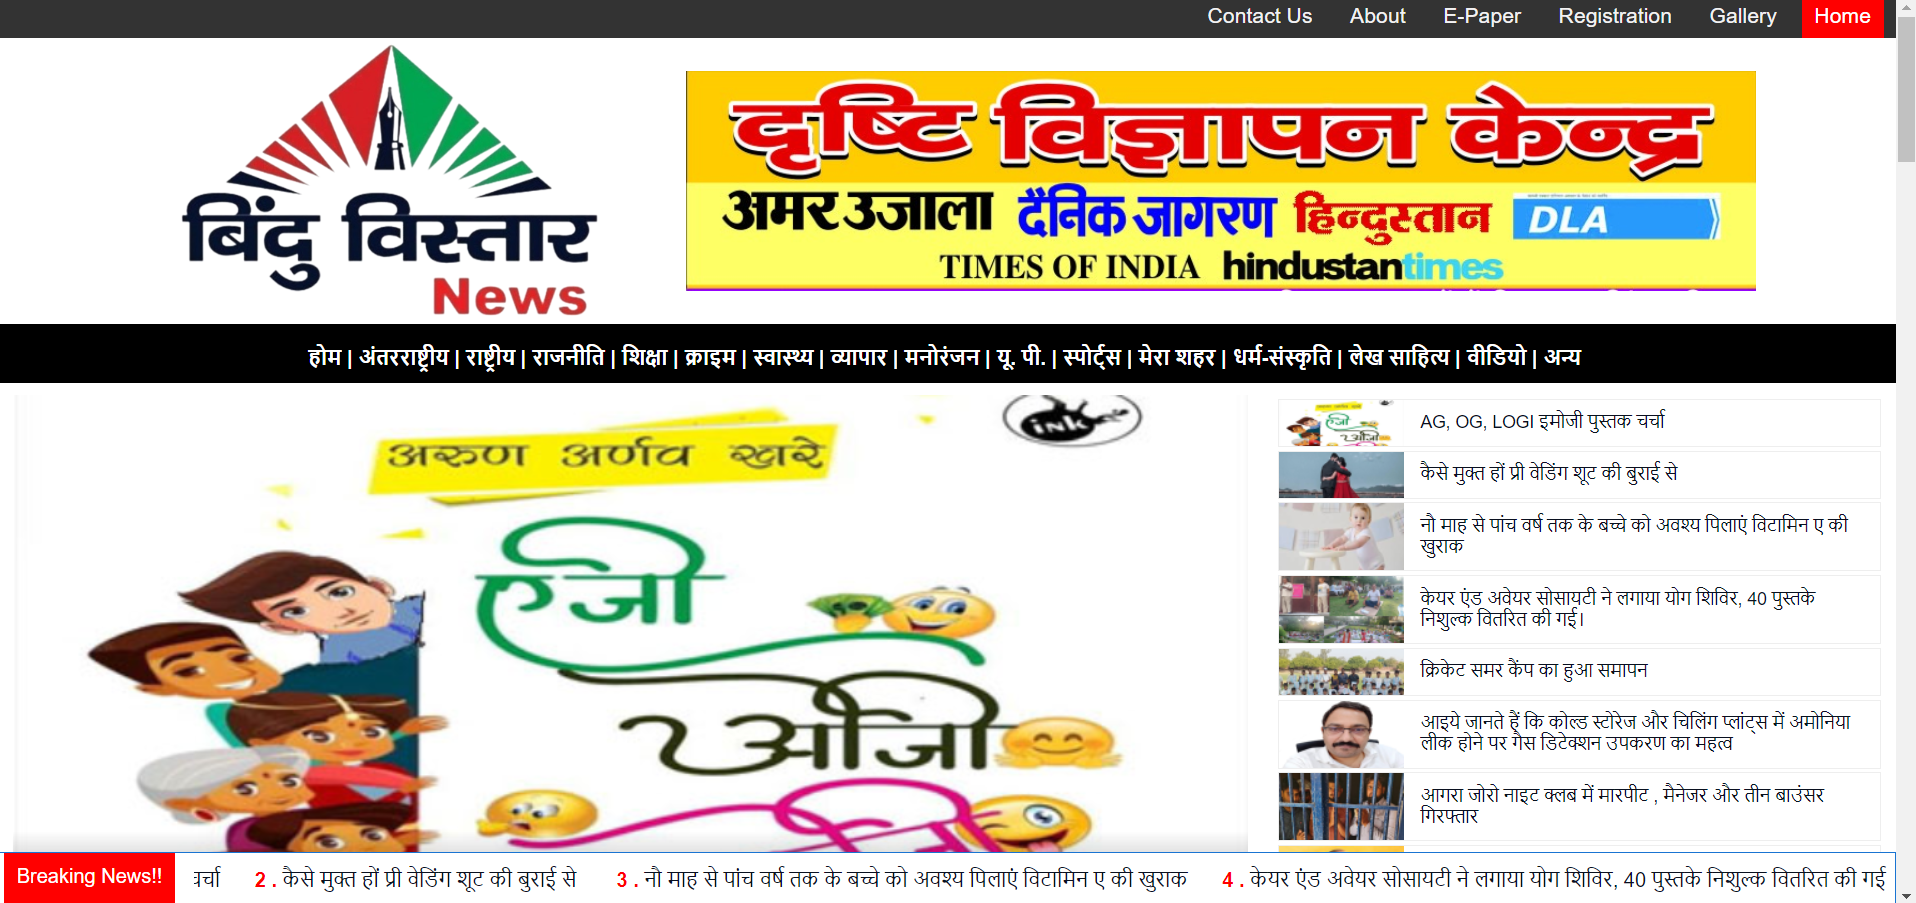 Contact Us About E-Paper Registration Gallery Home
बिंदु विस्तार
News
दृष्टि विज्ञापन केन्द्र
अमर उजाला दैनिक जागरण हिन्दुस्तान DLA
TIMES OF INDIA hindustantimes
होम | अंतरराष्ट्रीय | राष्ट्रीय | राजनीति | शिक्षा | क्राइम | स्वास्थ्य | व्यापार | मनोरंजन | यू. पी. | स्पोर्ट्स | मेरा शहर | धर्म-संस्कृति | लेख साहित्य | वीडियो | अन्य
ink
अरुण अर्णव खरे
एजी
ओजी
AG, OG, LOGI इमोजी पुस्तक चर्चा
कैसे मुक्त हों प्री वेडिंग शूट की बुराई से
नौ माह से पांच वर्ष तक के बच्चे को अवश्य पिलाएं विटामिन ए की
खुराक
केयर एंड अवेयर सोसायटी ने लगाया योग शिविर, 40 पुस्तके
निशुल्क वितरित की गई।
क्रिकेट समर कैंप का हुआ समापन
आइये जानते हैं कि कोल्ड स्टोरेज और चिलिंग प्लांट्स में अमोनिया
लीक होने पर गैस डिटेक्शन उपकरण का महत्व
आगरा जोरो नाइट क्लब में मारपीट , मैनेजर और तीन बाउंसर
गिरफ्तार
Breaking News!! चर्चा 2 . कैसे मुक्त हों प्री वेडिंग शूट की बुराई से 3 . नौ माह से पांच वर्ष तक के बच्चे को अवश्य पिलाएं विटामिन ए की खुराक 4 . केयर एंड अवेयर सोसायटी ने लगाया योग शिविर, 40 पुस्तके निशुल्क वितरित की गई